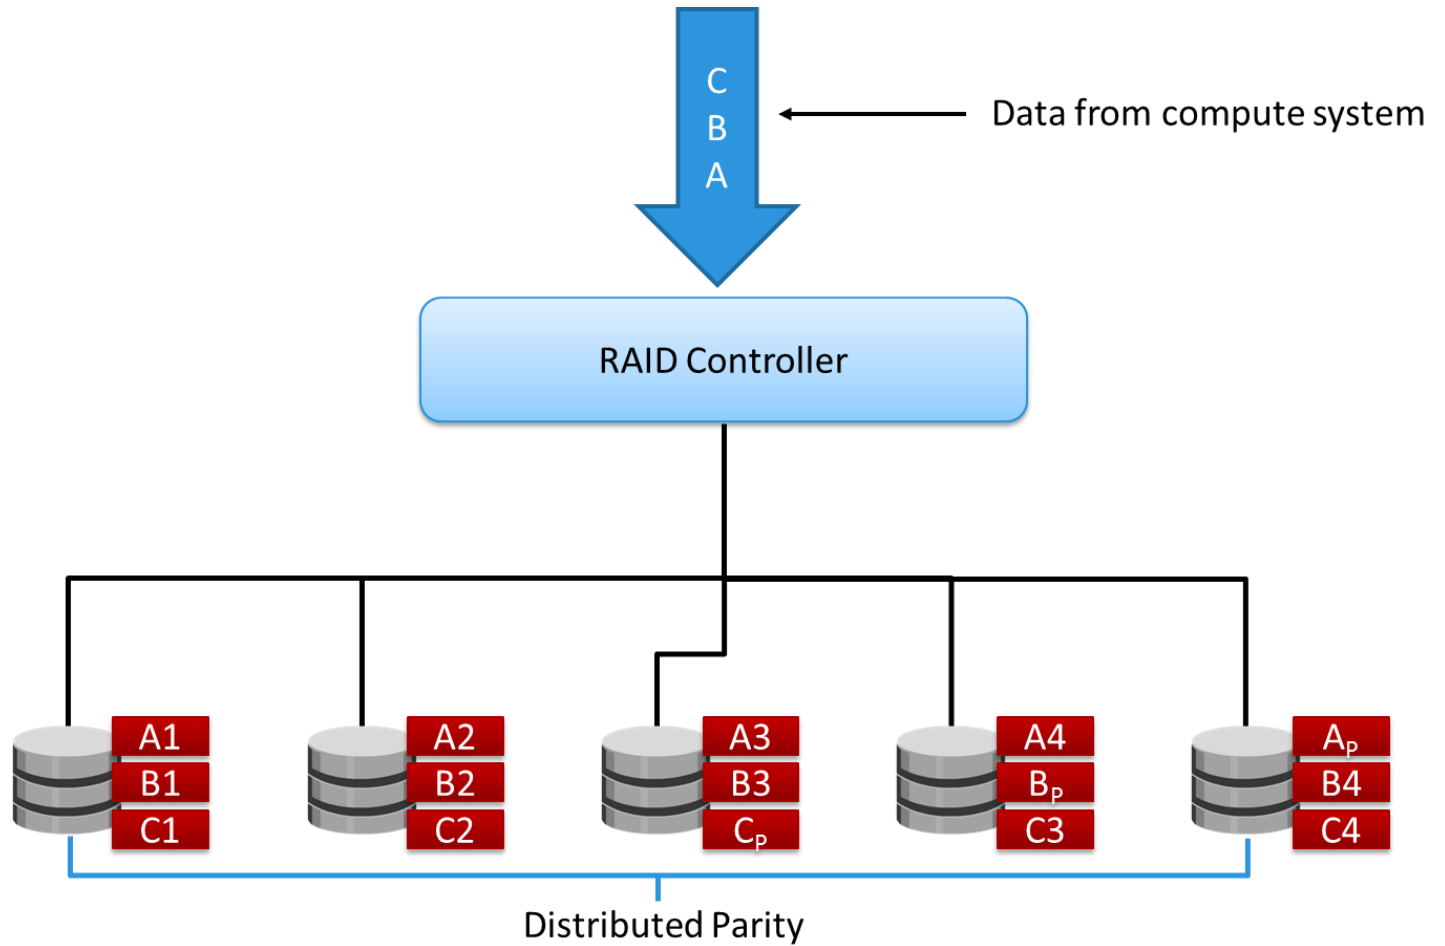 C
B
A
Data from compute system
RAID Controller
A1 A2 A3 A4 AP
B1 B2 B3 BP B4
C1 C2 CP C3 C4
Distributed Parity